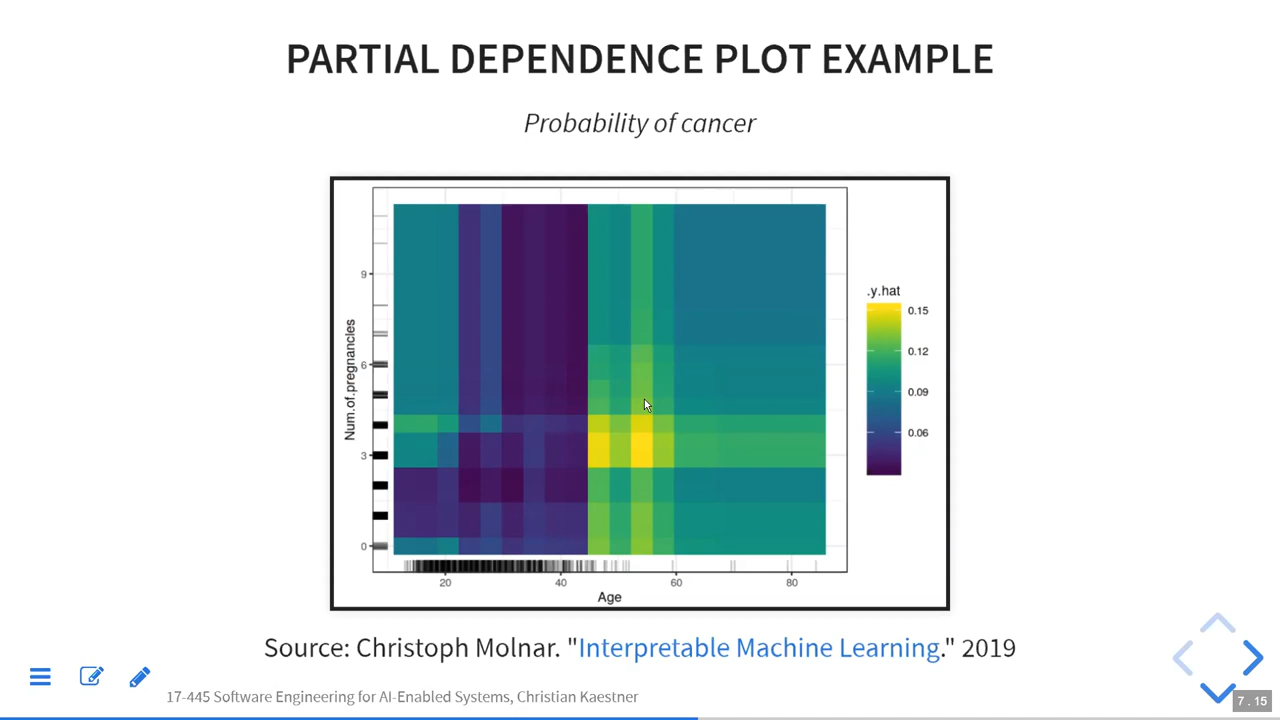 PARTIAL DEPENDENCE PLOT EXAMPLE
Probability of cancer
.y.hat
0.15
0.12
0.09
0.06
Num.of.pregnancies
9
6
3
0
20 40 60 80
Age
Source: Christoph Molnar. "Interpretable Machine Learning." 2019
17-445 Software Engineering for AI-Enabled Systems, Christian Kaestner
7 . 15